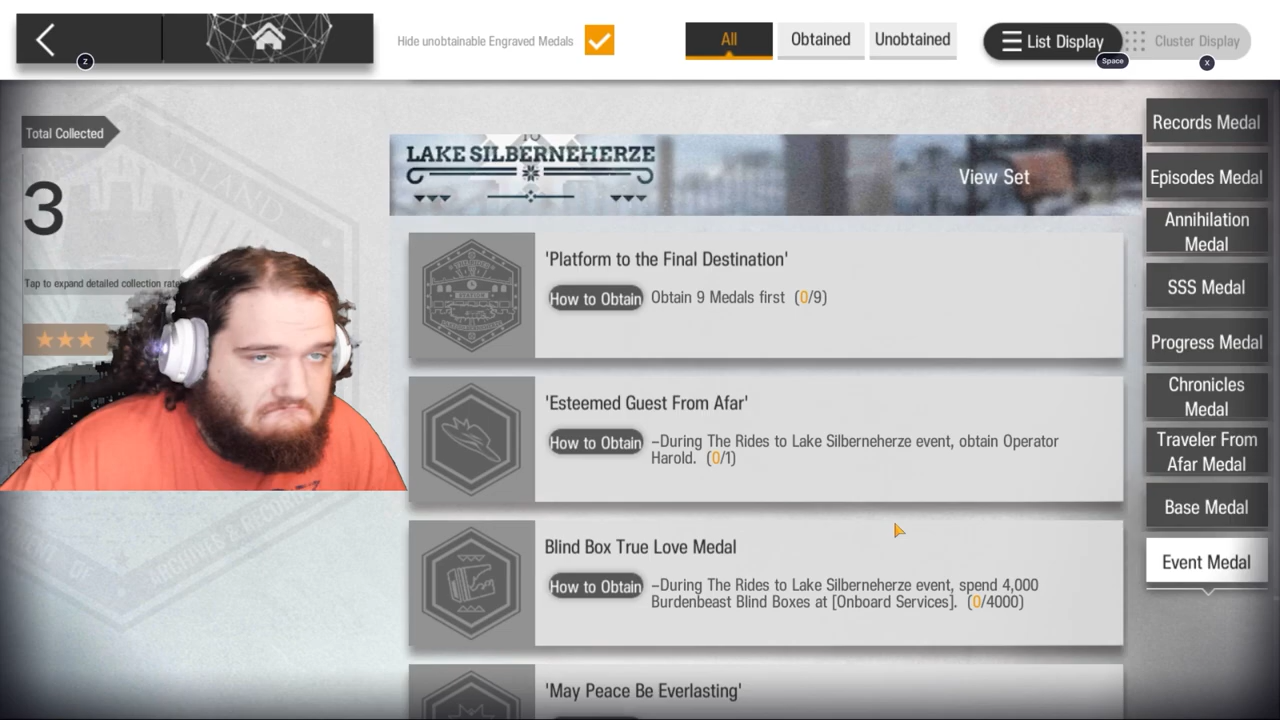 Hide unobtainable Engraved Medals
All
Obtained
Unobtained
List Display
Cluster Display
Z
Space
X
Total Collected
3
Tap to expand detailed collection rate
TO
LAKE SILBERNEHERZE
View Set
'Platform to the Final Destination'
How to Obtain
Obtain 9 Medals first (0/9)
'Esteemed Guest From Afar'
How to Obtain
–During The Rides to Lake Silberneherze event, obtain Operator
Harold. (0/1)
Blind Box True Love Medal
How to Obtain
–During The Rides to Lake Silberneherze event, spend 4,000
Burdenbeast Blind Boxes at [Onboard Services]. (0/4000)
'May Peace Be Everlasting'
Records Medal
Episodes Medal
Annihilation
Medal
SSS Medal
Progress Medal
Chronicles
Medal
Traveler From
Afar Medal
Base Medal
Event Medal